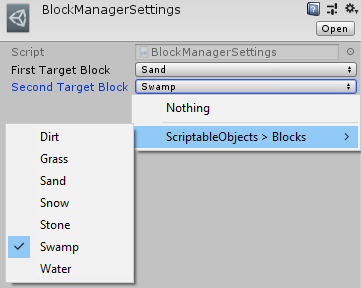 BlockManagerSettings
Open
Script
BlockManagerSettings
First Target Block
Sand
Second Target Block
Swamp
Nothing
ScriptableObjects > Blocks
Dirt
Grass
Sand
Snow
Stone
Swamp
Water